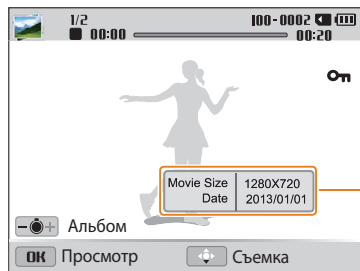 1/2
100-0002
00:00
00:20
Movie Size 1280X720
Date 2013/01/01
Альбом
OK Просмотр
Съемка